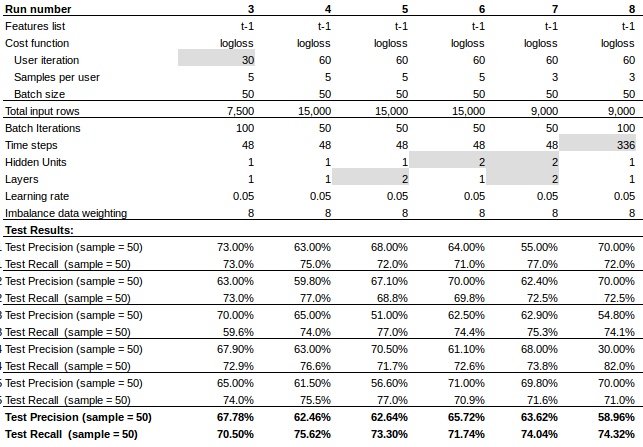 Run number 3 4 5 6 7 8
Features list t-1 t-1 t-1 t-1 t-1 t-1
Cost function logloss logloss logloss logloss logloss logloss
User iteration 30 60 60 60 60 60
Samples per user 5 5 5 5 3 3
Batch size 50 50 50 50 50 50
Total input rows 7,500 15,000 15,000 15,000 9,000 9,000
Batch Iterations 100 50 50 50 50 100
Time steps 48 48 48 48 48 336
Hidden Units 1 1 1 2 2 1
Layers 1 1 2 1 2 1
Learning rate 0.05 0.05 0.05 0.05 0.05 0.05
Imbalance data weighting 8 8 8 8 8 8
Test Results:
Test Precision (sample = 50) 73.00% 63.00% 68.00% 64.00% 55.00% 70.00%
Test Recall (sample = 50) 73.0% 75.0% 72.0% 71.0% 77.0% 72.0%
2 Test Precision (sample = 50) 63.00% 59.80% 67.10% 70.00% 62.40% 70.00%
2 Test Recall (sample = 50) 73.0% 77.0% 68.8% 69.8% 72.5% 72.5%
3 Test Precision (sample = 50) 70.00% 65.00% 51.00% 62.50% 62.90% 54.80%
3 Test Recall (sample = 50) 59.6% 74.0% 77.0% 74.4% 75.3% 74.1%
4 Test Precision (sample = 50) 67.90% 63.00% 70.50% 61.10% 68.00% 30.00%
4 Test Recall (sample = 50) 72.9% 76.6% 71.7% 72.6% 73.8% 82.0%
5 Test Precision (sample = 50) 65.00% 61.50% 56.60% 71.00% 69.80% 70.00%
5 Test Recall (sample = 50) 74.0% 75.5% 77.0% 70.9% 71.6% 71.0%
Test Precision (sample = 50) 67.78% 62.46% 62.64% 65.72% 63.62% 58.96%
Test Recall (sample = 50) 70.50% 75.62% 73.30% 71.74% 74.04% 74.32%